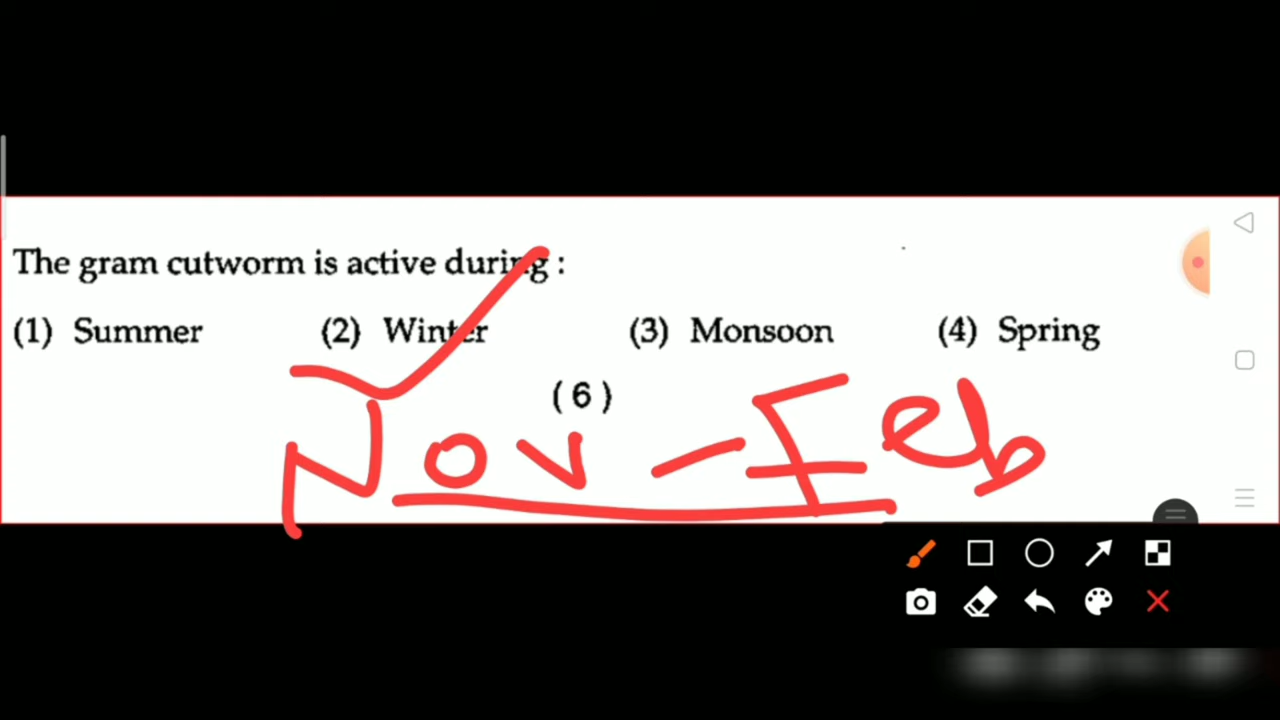 The gram cutworm is active during :
(1) Summer (2) Winter (3) Monsoon (4) Spring
( 6 )
Nov - Feb